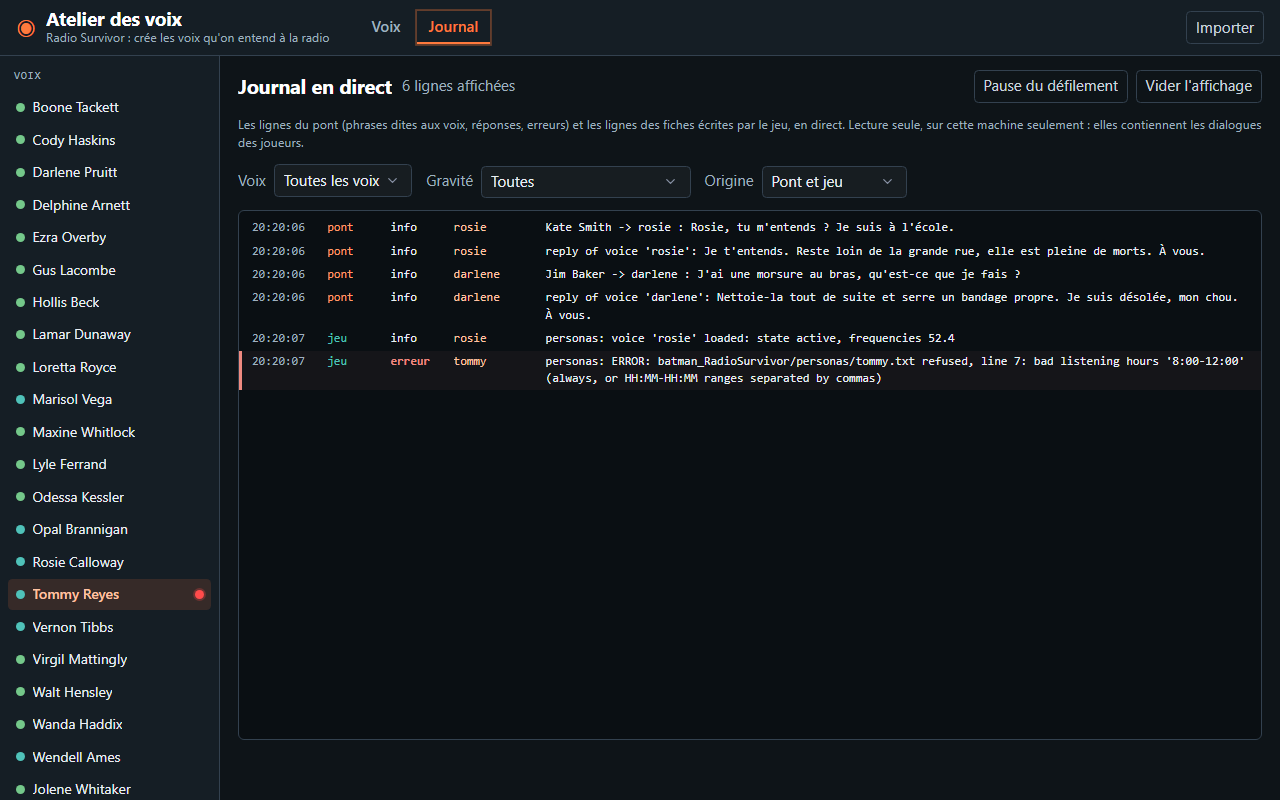 Atelier des voix
Radio Survivor : crée les voix qu'on entend à la radio
Voix
Journal
Importer
VOIX
Boone Tackett
Cody Haskins
Darlene Pruitt
Delphine Arnett
Ezra Overby
Gus Lacombe
Hollis Beck
Lamar Dunaway
Loretta Royce
Marisol Vega
Maxine Whitlock
Lyle Ferrand
Odessa Kessler
Opal Brannigan
Rosie Calloway
Tommy Reyes
Vernon Tibbs
Virgil Mattingly
Walt Hensley
Wanda Haddix
Wendell Ames
Jolene Whitaker
Journal en direct 6 lignes affichées
Pause du défilement
Vider l'affichage
Les lignes du pont (phrases dites aux voix, réponses, erreurs) et les lignes des fiches écrites par le jeu, en direct. Lecture seule, sur cette machine seulement : elles contiennent les dialogues
des joueurs.
Voix Toutes les voix Gravité Toutes Origine Pont et jeu
20:20:06 pont info rosie Kate Smith -> rosie : Rosie, tu m'entends ? Je suis à l'école.
20:20:06 pont info rosie reply of voice 'rosie': Je t'entends. Reste loin de la grande rue, elle est pleine de morts. À vous.
20:20:06 pont info darlene Jim Baker -> darlene : J'ai une morsure au bras, qu'est-ce que je fais ?
20:20:06 pont info darlene reply of voice 'darlene': Nettoie-la tout de suite et serre un bandage propre. Je suis désolée, mon chou.
À vous.
20:20:07 jeu info rosie personas: voice 'rosie' loaded: state active, frequencies 52.4
20:20:07 jeu erreur tommy personas: ERROR: batman_RadioSurvivor/personas/tommy.txt refused, line 7: bad listening hours '8:00-12:00'
(always, or HH:MM-HH:MM ranges separated by commas)